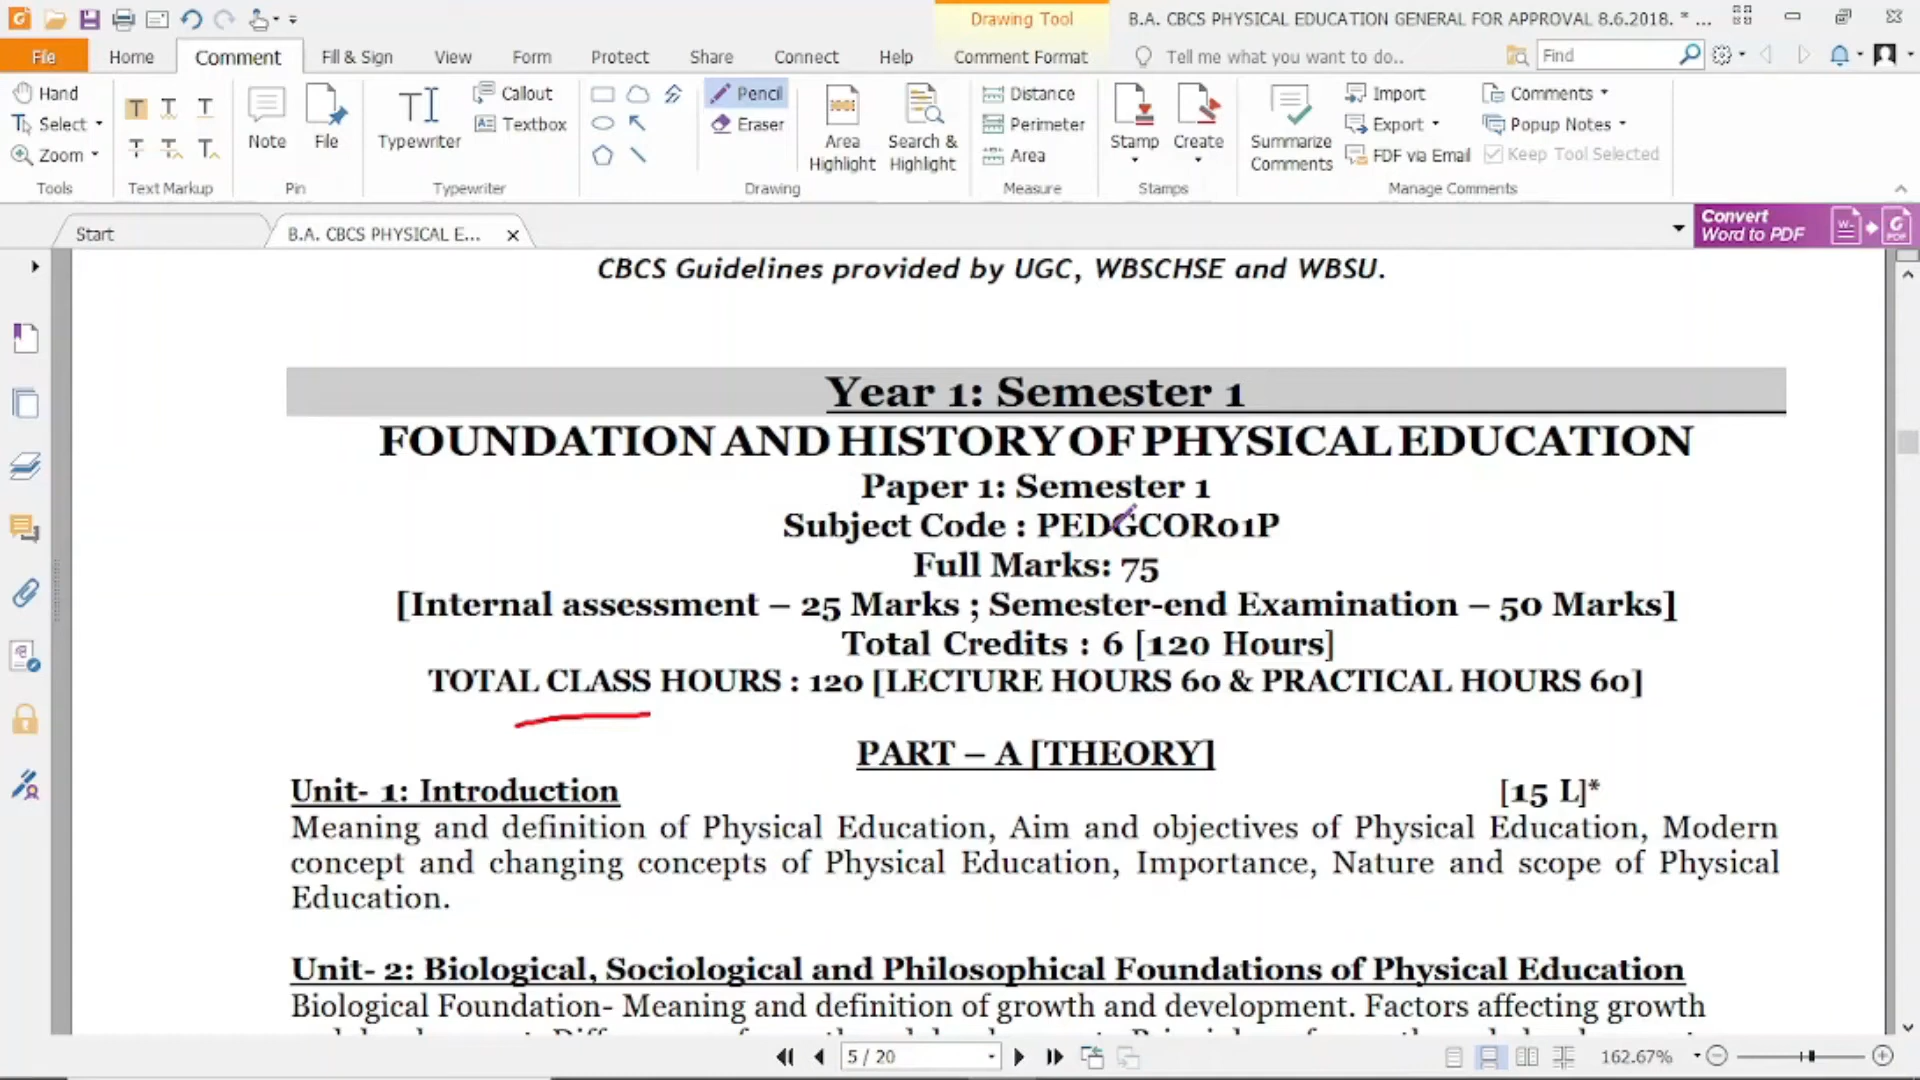 Drawing Tool
B.A. CBCS PHYSICAL EDUCATION GENERAL FOR APPROVAL 8.6.2018. * ...
File Home Comment Fill & Sign View Form Protect Share Connect Help Comment Format Tell me what you want to do.. Find
Hand
Select
Zoom
Tools
Text Markup
Note
File
Pin
Typewriter
Callout
Textbox
Typewriter
Pencil
Eraser
Area Highlight
Search & Highlight
Drawing
Distance
Perimeter
Area
Measure
Stamp
Create
Stamps
Summarize Comments
Import
Export
FDF via Email
Comments
Popup Notes
Keep Tool Selected
Manage Comments
Start
B.A. CBCS PHYSICAL E...
Convert
Word to PDF
CBCS Guidelines provided by UGC, WBSCHSE and WBSU.
Year 1: Semester 1
FOUNDATION AND HISTORY OF PHYSICAL EDUCATION
Paper 1: Semester 1
Subject Code : PEDGCOR01P
Full Marks: 75
[Internal assessment – 25 Marks ; Semester-end Examination – 50 Marks]
Total Credits : 6 [120 Hours]
TOTAL CLASS HOURS : 120 [LECTURE HOURS 60 & PRACTICAL HOURS 60]
PART – A [THEORY]
Unit- 1: Introduction [15 L]*
Meaning and definition of Physical Education, Aim and objectives of Physical Education, Modern
concept and changing concepts of Physical Education, Importance, Nature and scope of Physical
Education.
Unit- 2: Biological, Sociological and Philosophical Foundations of Physical Education
Biological Foundation- Meaning and definition of growth and development. Factors affecting growth
5 / 20
162.67%